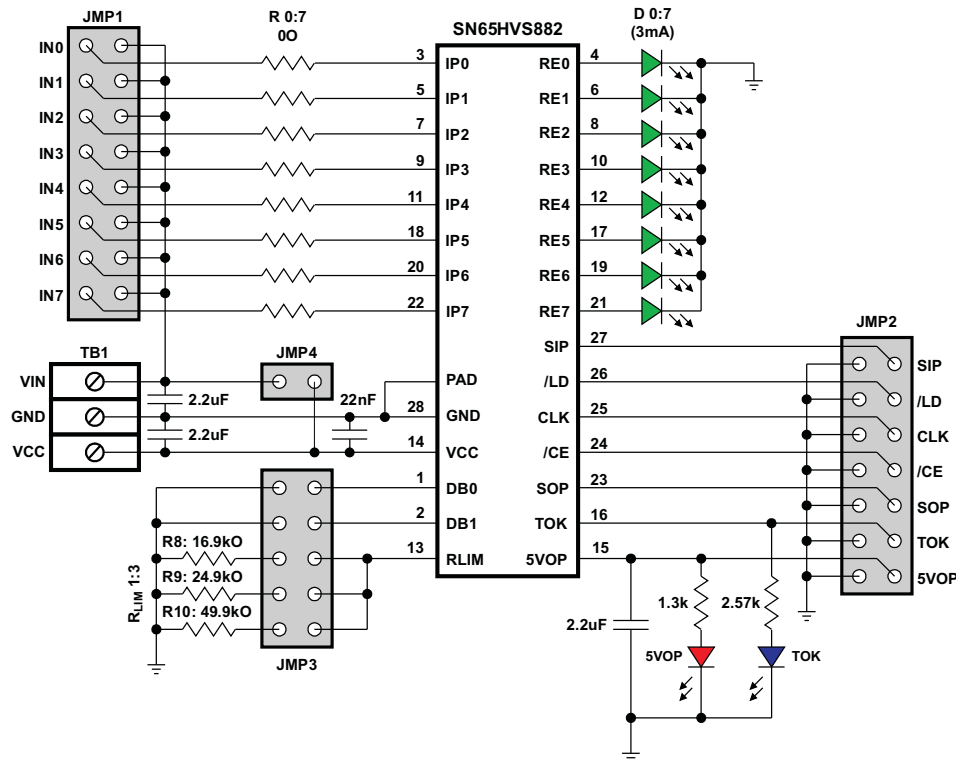 JMP1
R 0:7
0O
SN65HVS882
D 0:7
(3mA)
IN0
3
IP0
RE0
4
IN1
5
IP1
RE1
6
IN2
7
IP2
RE2
8
IN3
9
IP3
RE3
10
IN4
11
IP4
RE4
12
IN5
18
IP5
RE5
17
IN6
20
IP6
RE6
19
IN7
22
IP7
RE7
21
SIP
27
JMP2
TB1
JMP4
SIP
VIN
PAD
/LD
26
2.2uF
22nF
/LD
GND
28
GND
CLK
25
2.2uF
CLK
VCC
14
VCC
/CE
24
/CE
1
DB0
SOP
23
SOP
2
DB1
TOK
16
R8: 16.9kO
TOK
13
RLIM
5VOP
15
RLIM 1:3
R9: 24.9kO
5VOP
R10: 49.9kO
1.3k
2.57k
2.2uF
JMP3
5VOP
TOK